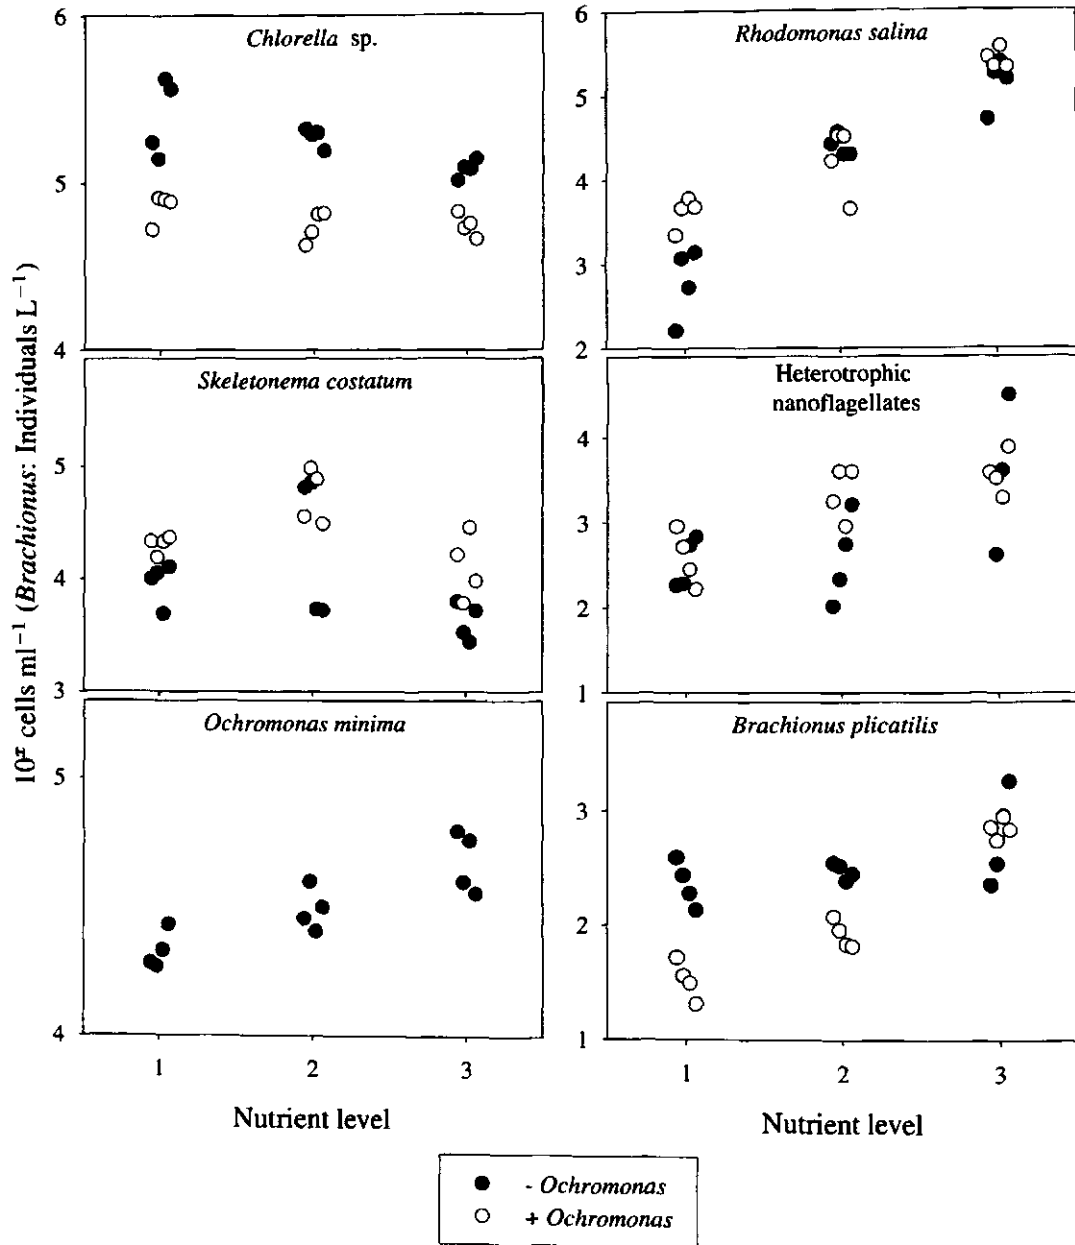 10ˣ cells ml⁻¹ (Brachionus: Individuals L⁻¹)
Chlorella sp.
6
5
4
Rhodomonas salina
6
5
4
3
2
Skeletonema costatum
5
4
3
Heterotrophic
nanoflagellates
4
3
2
1
Ochromonas minima
5
4
1
2
3
Nutrient level
Brachionus plicatilis
3
2
1
1
2
3
Nutrient level
- Ochromonas
+ Ochromonas